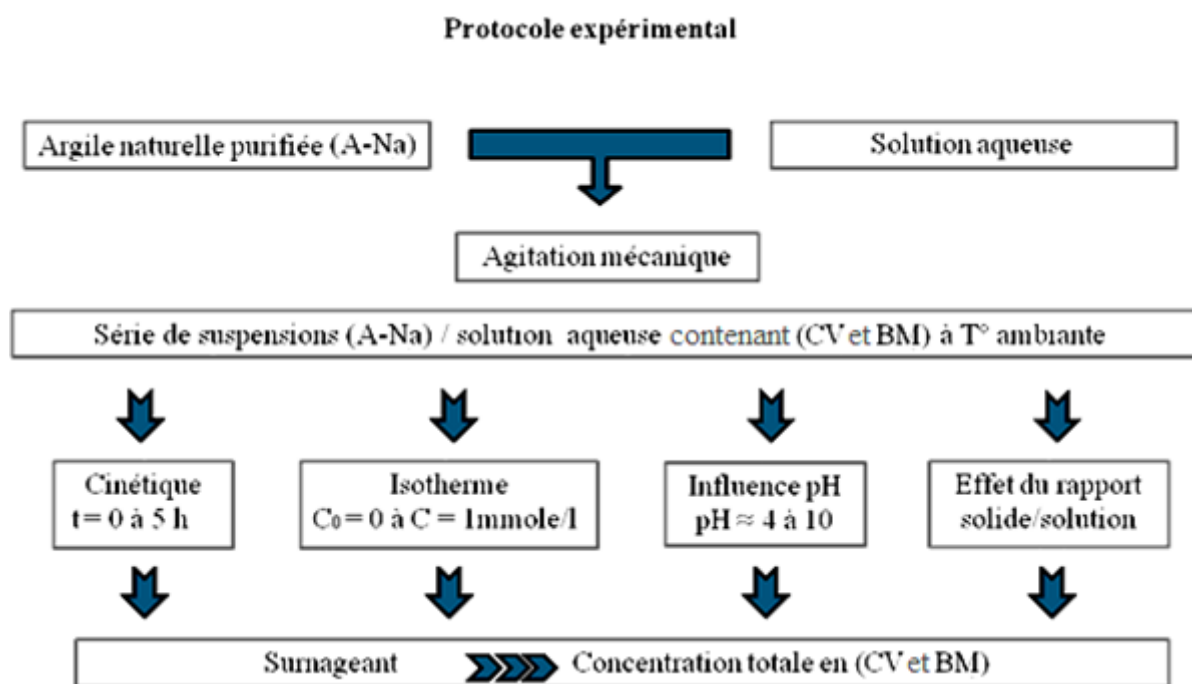 Protocole expérimental
Argile naturelle purifiée (A-Na)
Solution aqueuse
Agitation mécanique
Série de suspensions (A-Na) / solution aqueuse contenant (CV et BM) à T° ambiante
Cinétique
t= 0 à 5 h
Isotherme
C₀ = 0 à C = 1mmole/l
Influence pH
pH ≈ 4 à 10
Effet du rapport
solide/solution
Surnageant
Concentration totale en (CV et BM)